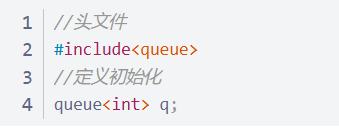 1 //头文件
2 #include<queue>
3 //定义初始化
4 queue<int> q;